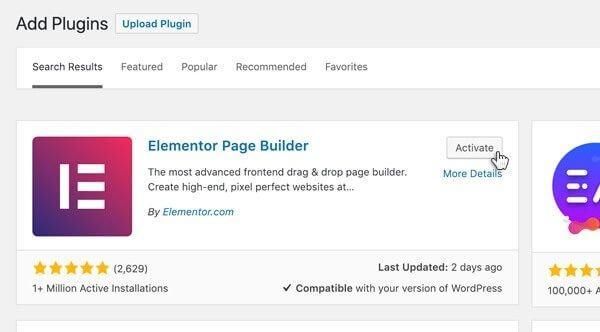 Add Plugins Upload Plugin
Search Results Featured Popular Recommended Favorites
Elementor Page Builder
Activate
The most advanced frontend drag & drop page builder.
Create high-end, pixel perfect websites at...
More Details
By Elementor.com
(2,629)
Last Updated: 2 days ago
1+ Million Active Installations
Compatible with your version of WordPress
100,000+